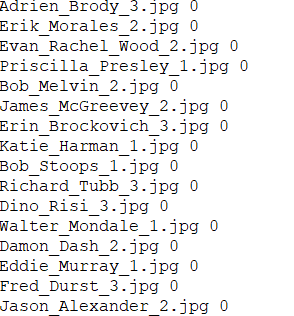 Adrien_Brody_3.jpg 0
Erik_Morales_2.jpg 0
Evan_Rachel_Wood_2.jpg 0
Priscilla_Presley_1.jpg 0
Bob_Melvin_2.jpg 0
James_McGreevey_2.jpg 0
Erin_Brockovich_3.jpg 0
Katie_Harman_1.jpg 0
Bob_Stoops_1.jpg 0
Richard_Tubb_3.jpg 0
Dino_Risi_3.jpg 0
Walter_Mondale_1.jpg 0
Damon_Dash_2.jpg 0
Eddie_Murray_1.jpg 0
Fred_Durst_3.jpg 0
Jason_Alexander_2.jpg 0